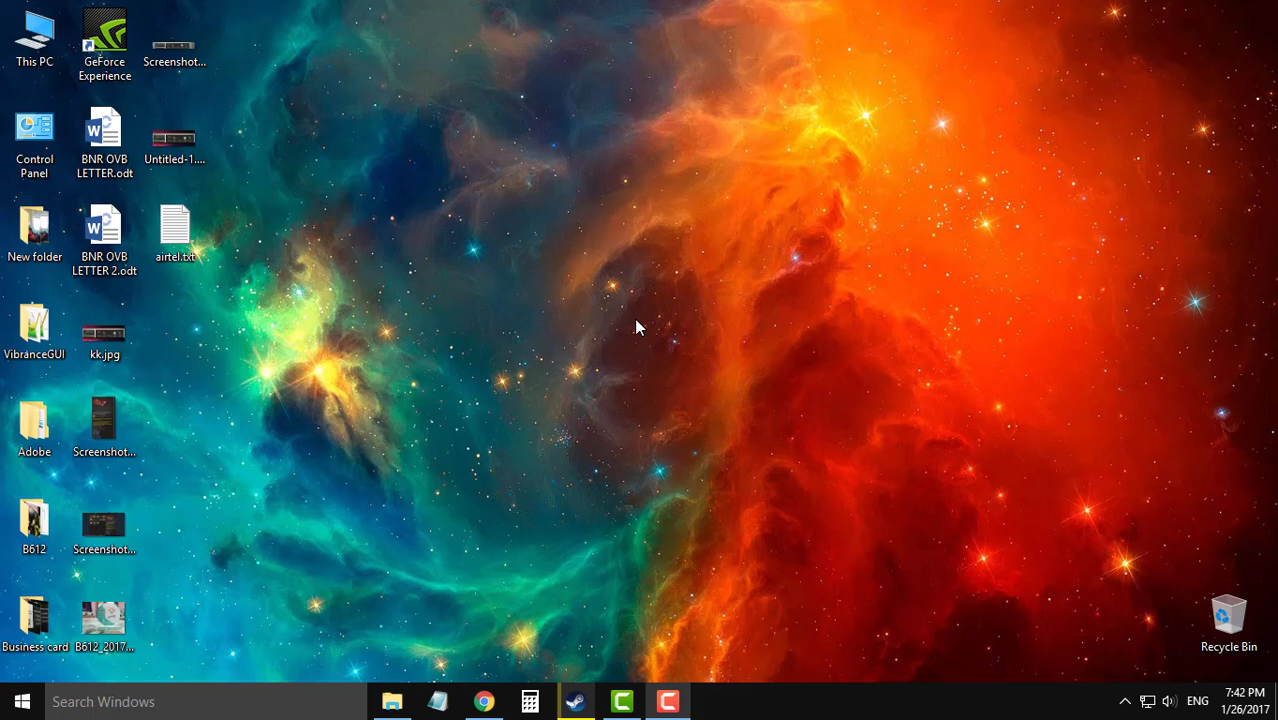 This PC
GeForce
Experience
Screenshot...
Control
Panel
BNR OVB
LETTER.odt
Untitled-1....
New folder
BNR OVB
LETTER 2.odt
airtel.txt
VibranceGUI
kk.jpg
Adobe
Screenshot...
B612
Screenshot...
Business card
B612_2017...
Recycle Bin
Search Windows
ENG
7:42 PM
1/26/2017